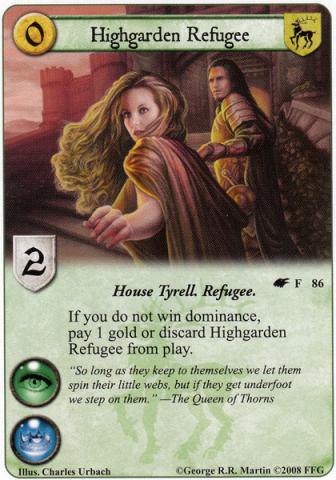 0
Highgarden Refugee
2
F 86
House Tyrell. Refugee.
If you do not win dominance,
pay 1 gold or discard Highgarden
Refugee from play.
“So long as they keep to themselves we let them
spin their little webs, but if they get underfoot
we step on them.” —The Queen of Thorns
Illus. Charles Urbach
©George R.R. Martin ©2008 FFG